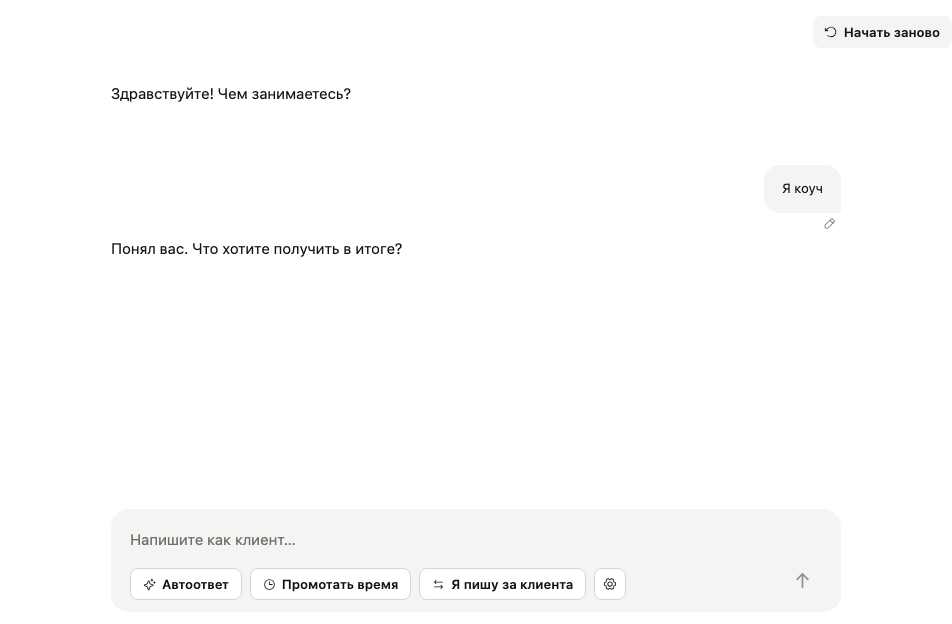 Начать заново
Здравствуйте! Чем занимаетесь?
Я коуч
Понял вас. Что хотите получить в итоге?
Напишите как клиент...
Автоответ
Промотать время
Я пишу за клиента